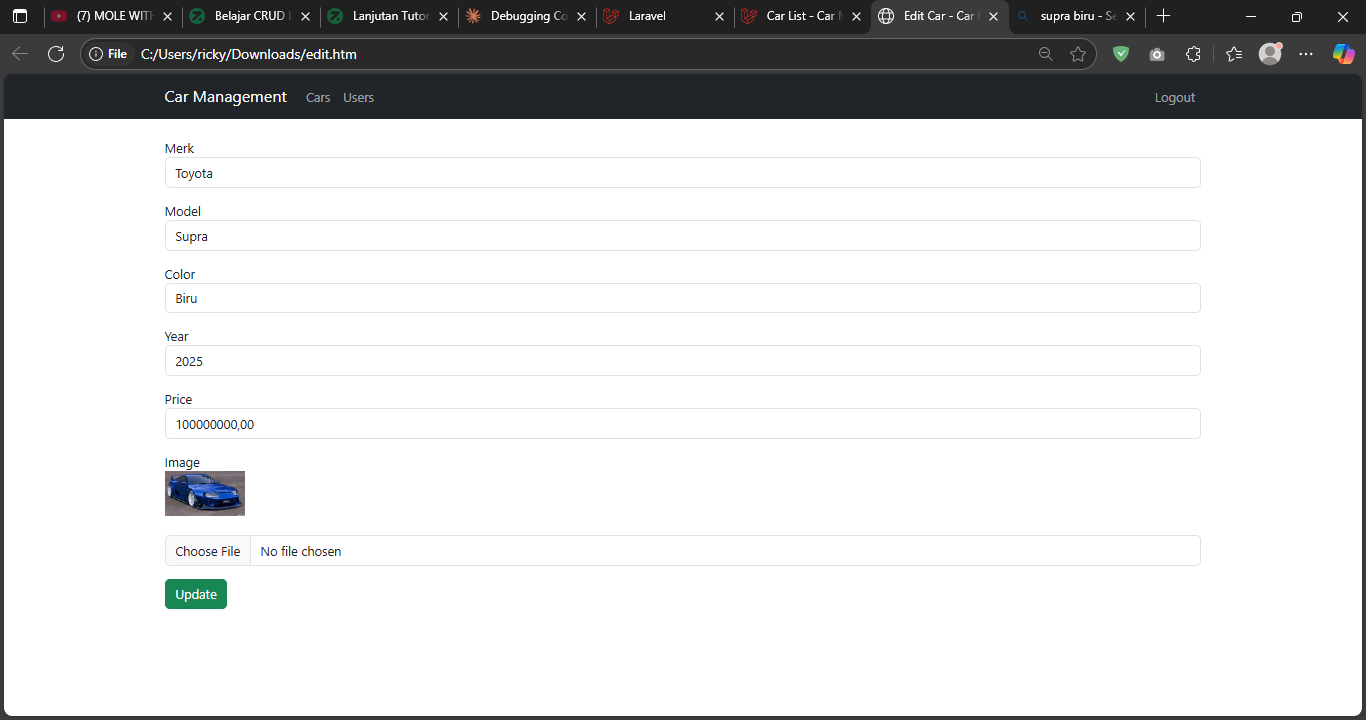 (7) MOLE WITH
Belajar CRUD
Lanjutan Tutor
Debugging Co
Laravel
Car List - Car M
Edit Car - Car
supra biru - Se
File C:/Users/ricky/Downloads/edit.htm
Car Management Cars Users Logout
Merk
Toyota
Model
Supra
Color
Biru
Year
2025
Price
100000000,00
Image
Choose File No file chosen
Update